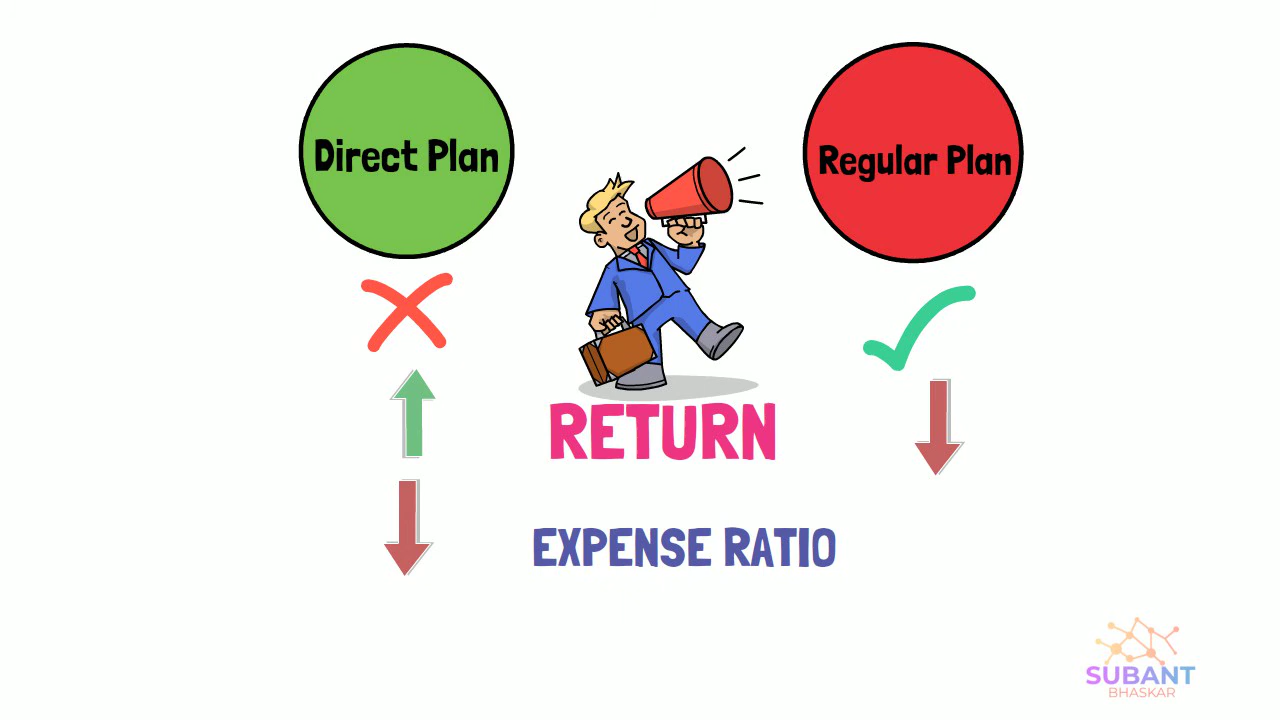 Direct Plan
Regular Plan
RETURN
EXPENSE RATIO
SUBANT
BHASKAR